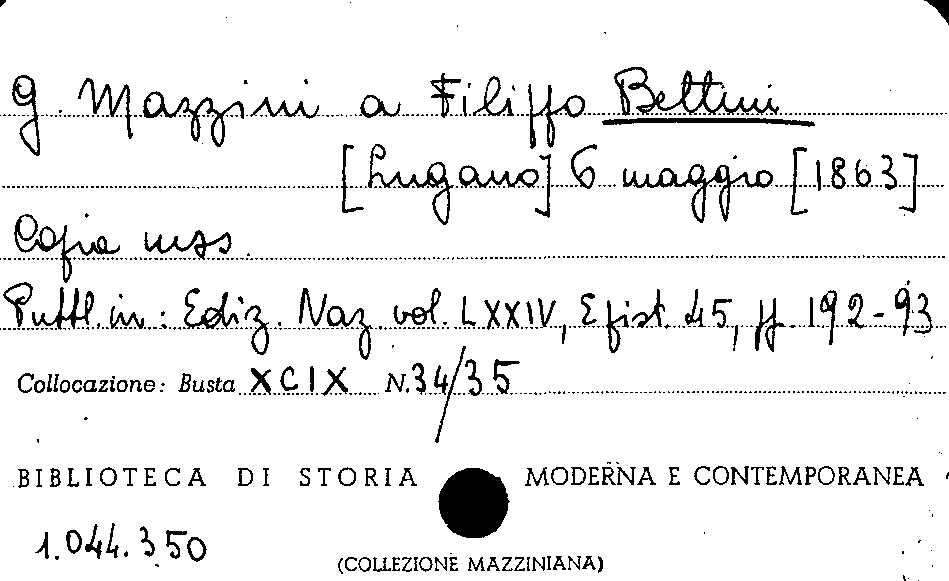 G. Mazzini a Filippo Bettini
[Lugano] 6 maggio [1863]
Copia mss.
Pubbl. in: Ediz. Naz. vol. LXXIV, Epist. 45, pp. 192-93
Collocazione: Busta XCIX N. 34/35
BIBLIOTECA DI STORIA MODERNA E CONTEMPORANEA
1.044.350
(COLLEZIONE MAZZINIANA)